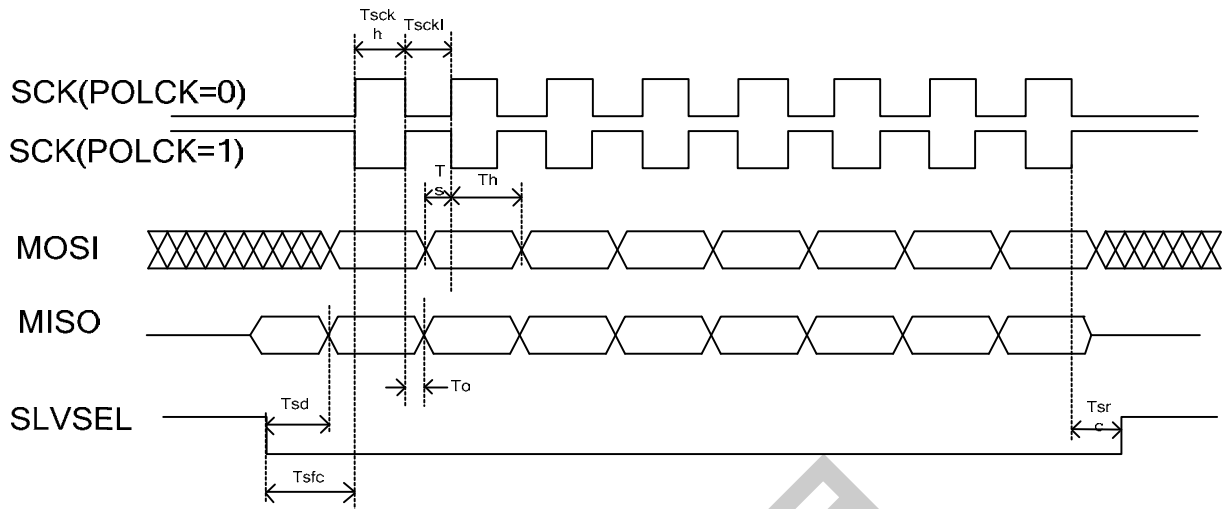 Tsck
h
Tsckl
SCK(POLCK=0)
SCK(POLCK=1)
T
s
Th
MOSI
MISO
To
Tsd
SLVSEL
Tsr
c
Tsfc